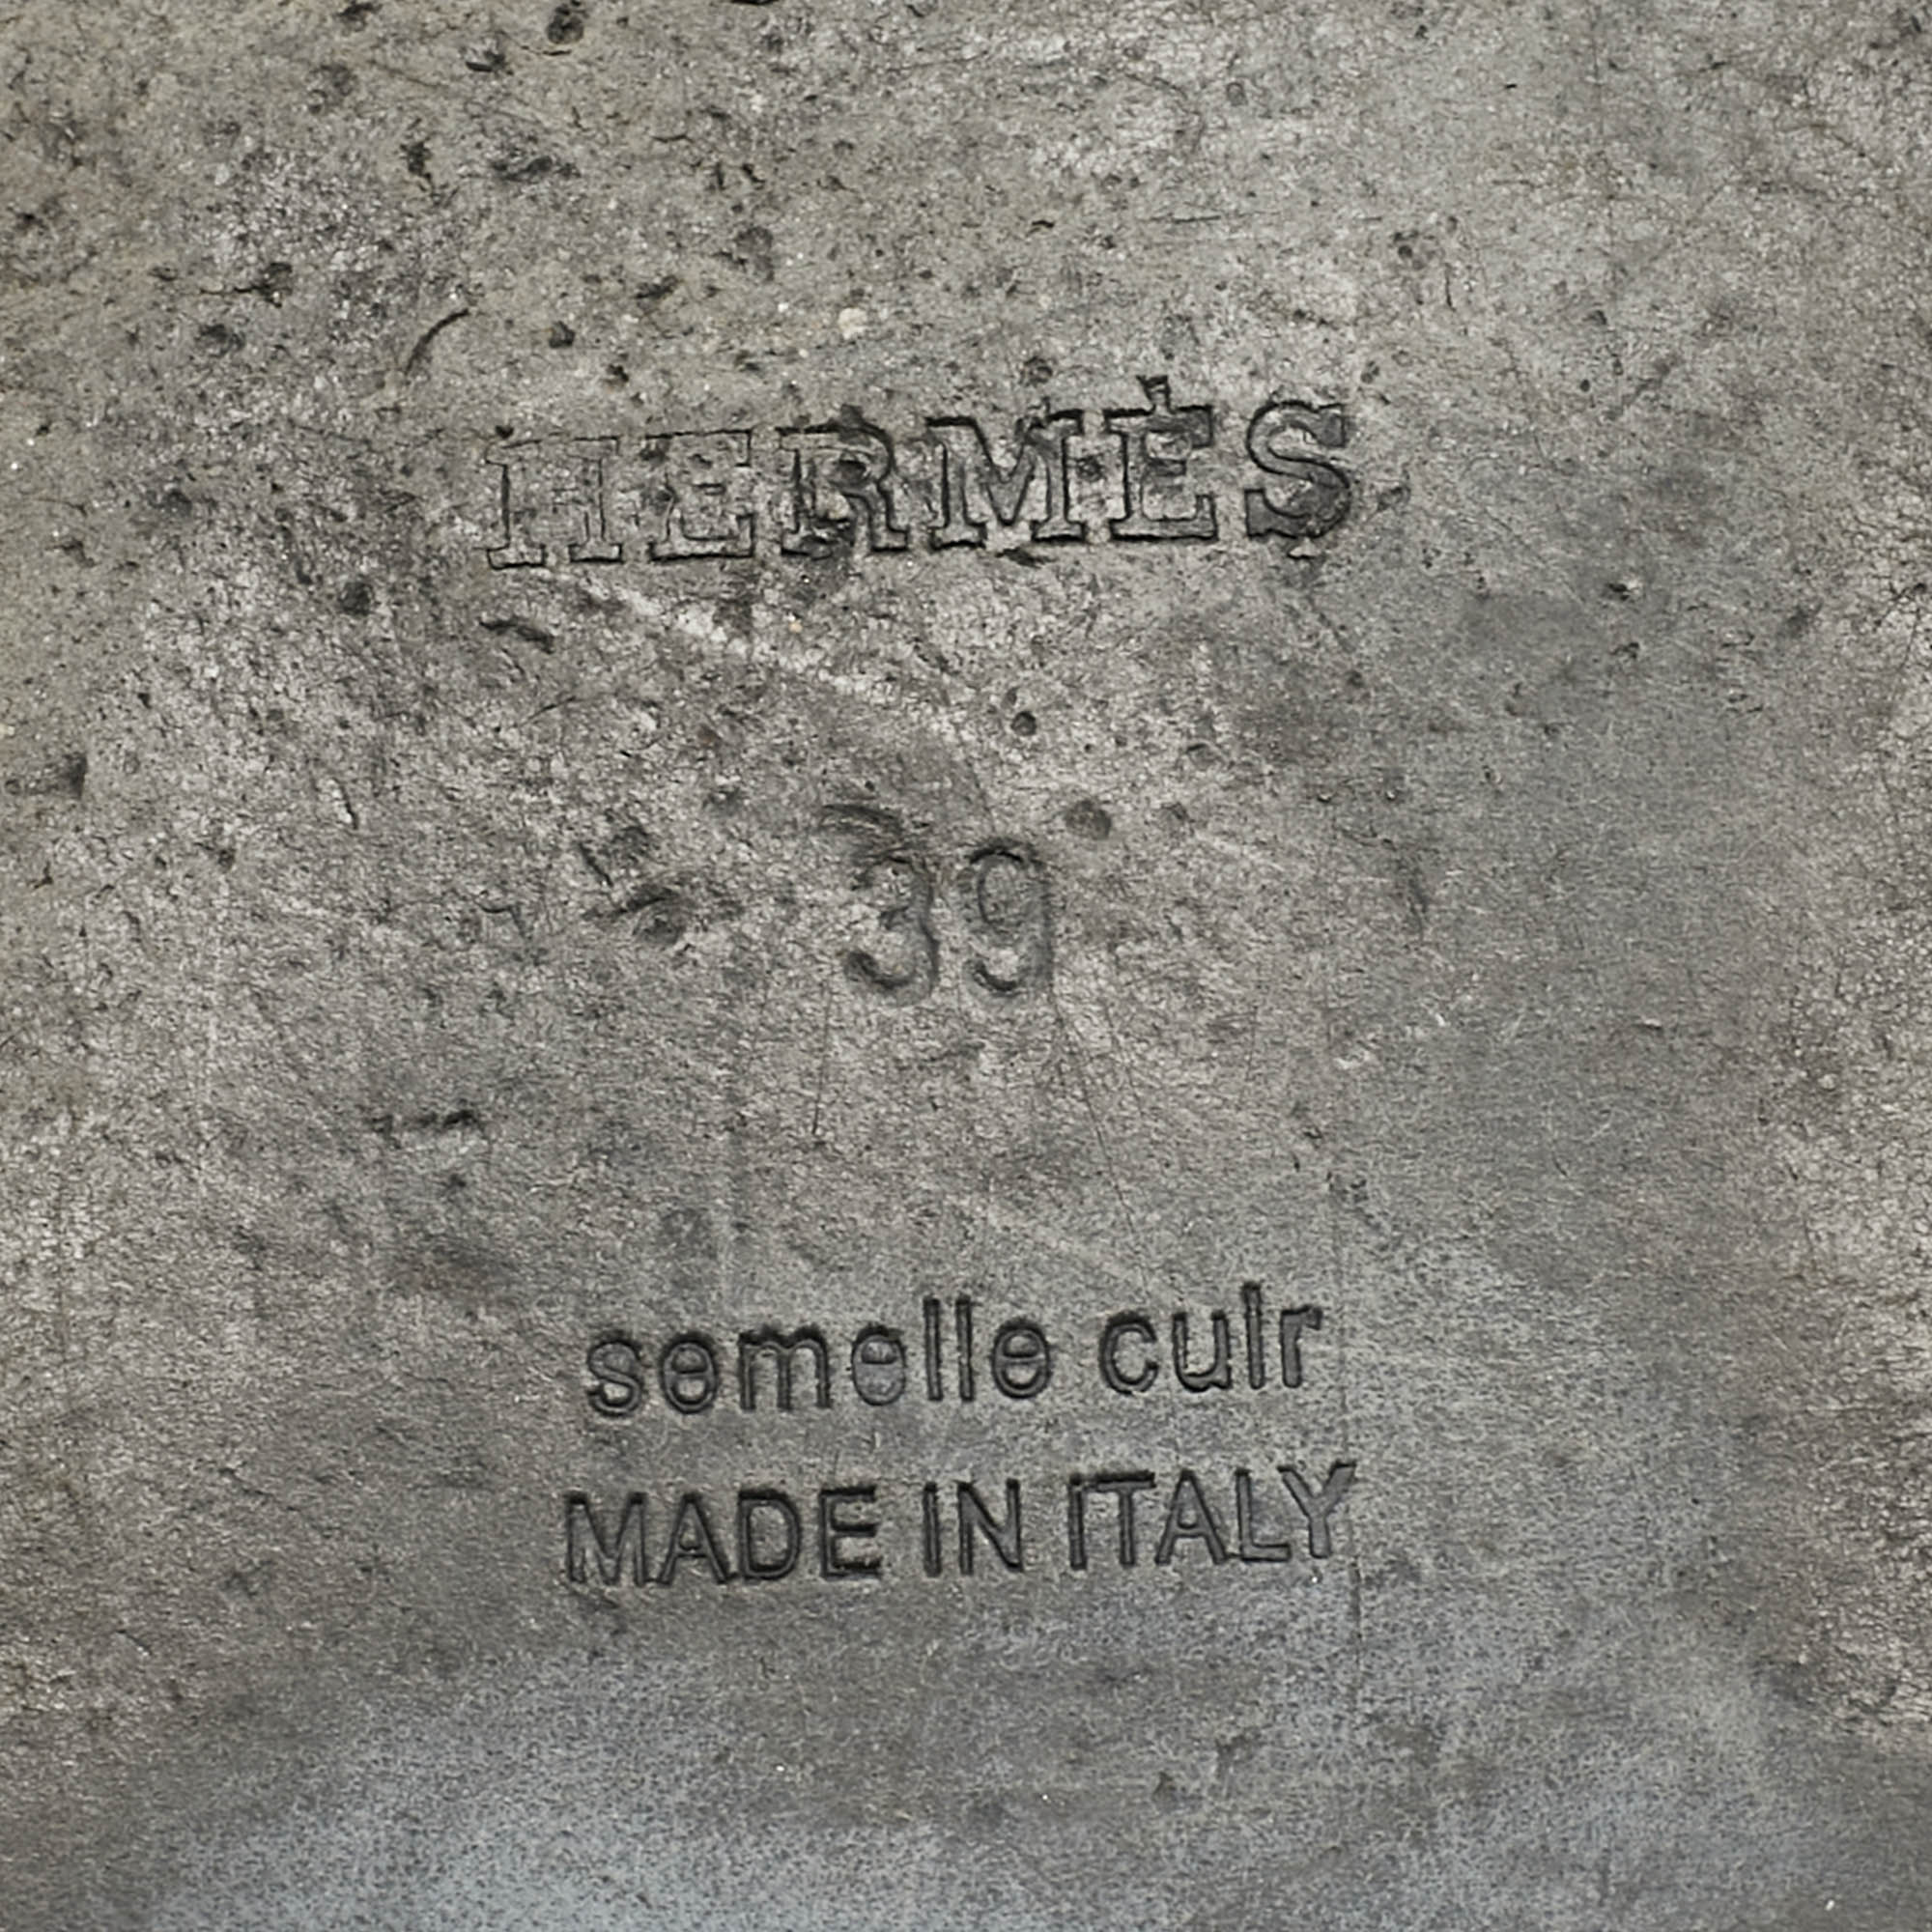 HERMÈS
39
semelle cuir
MADE IN ITALY